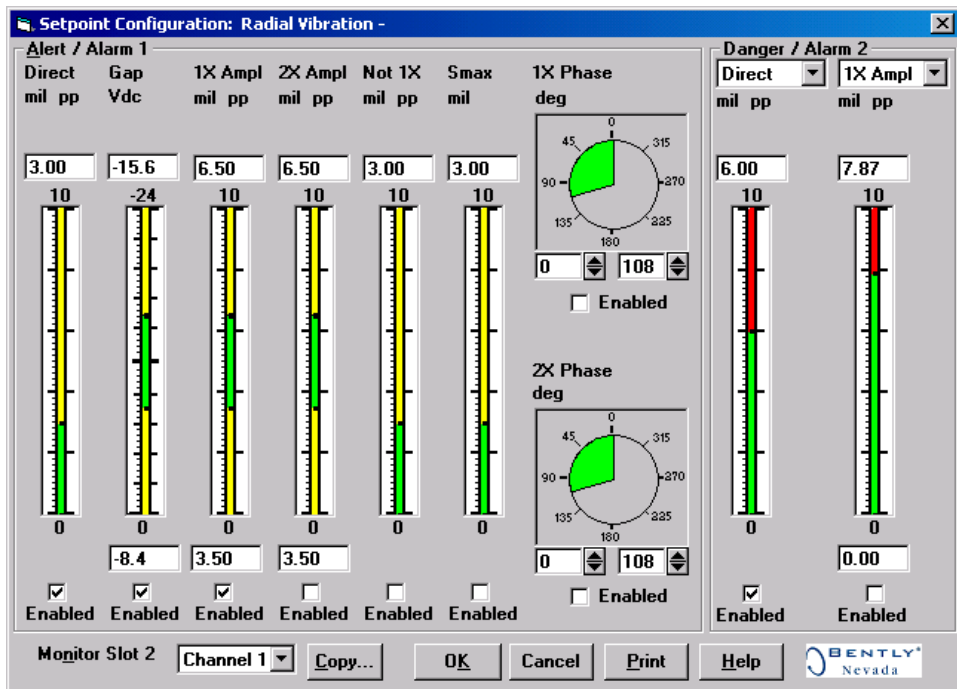 Setpoint Configuration: Radial Vibration -
Alert / Alarm 1
Direct Gap 1X Ampl 2X Ampl Not 1X Smax 1X Phase
mil pp Vdc mil pp mil pp mil pp mil deg
3.00 -15.6 6.50 6.50 3.00 3.00
10 -24 10 10 10 10
0 45 90 135 180 225 270 315
0 108
Enabled
2X Phase
deg
0 45 90 135 180 225 270 315
0 108
Enabled
0 0 0 0 0 0
-8.4 3.50 3.50
Enabled Enabled Enabled Enabled Enabled Enabled
Danger / Alarm 2
Direct 1X Ampl
mil pp mil pp
6.00 7.87
10 10
0 0
0.00
Enabled Enabled
Monitor Slot 2 Channel 1 Copy... OK Cancel Print Help
BENTLY
Nevada